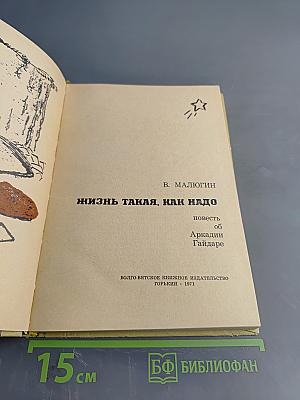 В. МАЛЮГИН
ЖИЗНЬ ТАКАЯ, КАК НАДО
повесть
об
Аркадии
Гайдаре
ВОЛГО-ВЯТСКОЕ КНИЖНОЕ ИЗДАТЕЛЬСТВО
ГОРЬКИЙ · 1971
15 см
БФ БИБЛИОФАН